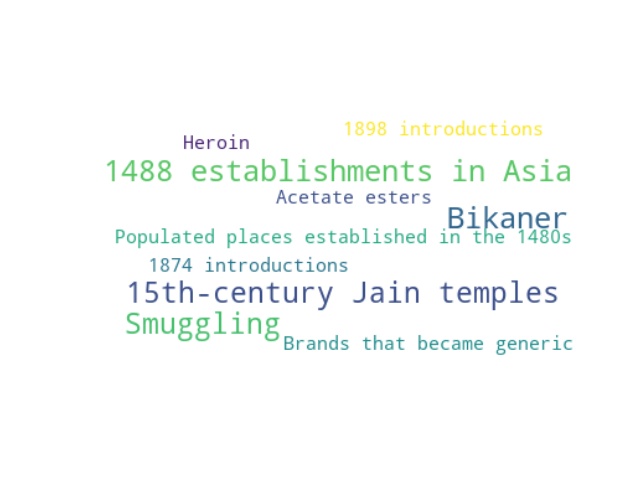 1898 introductions
Heroin
1488 establishments in Asia
Acetate esters
Bikaner
Populated places established in the 1480s
1874 introductions
15th-century Jain temples
Smuggling
Brands that became generic